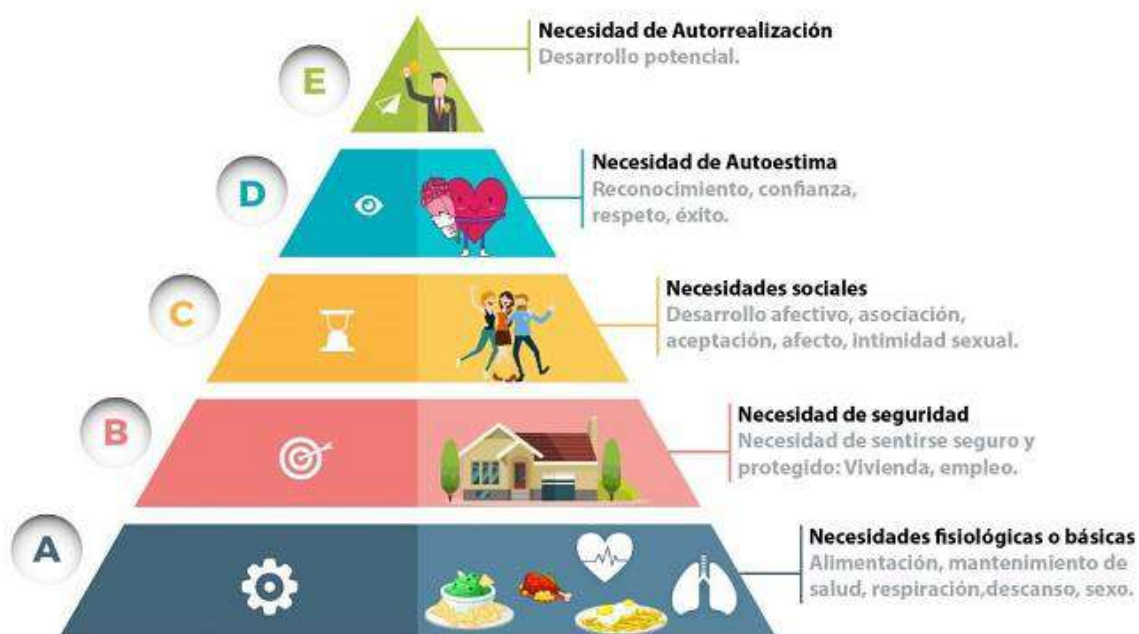 E
Necesidad de Autorrealización
Desarrollo potencial.
D
Necesidad de Autoestima
Reconocimiento, confianza,
respeto, éxito.
C
Necesidades sociales
Desarrollo afectivo, asociación,
aceptación, afecto, intimidad sexual.
B
Necesidad de seguridad
Necesidad de sentirse seguro y
protegido: Vivienda, empleo.
A
Necesidades fisiológicas o básicas
Alimentación, mantenimiento de
salud, respiración,descanso, sexo.